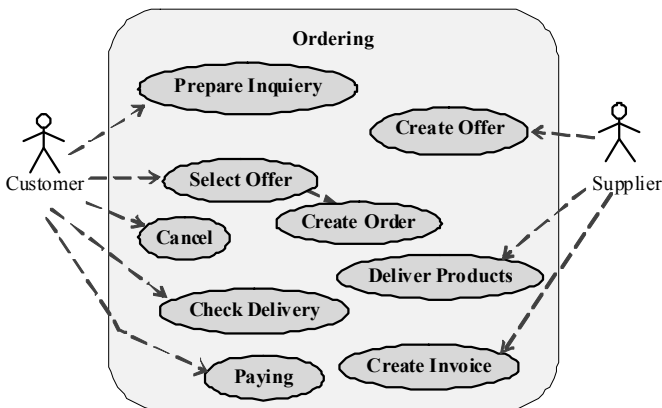 Ordering
Prepare Inquiery
Create Offer
Customer
Select Offer
Supplier
Create Order
Cancel
Deliver Products
Check Delivery
Create Invoice
Paying